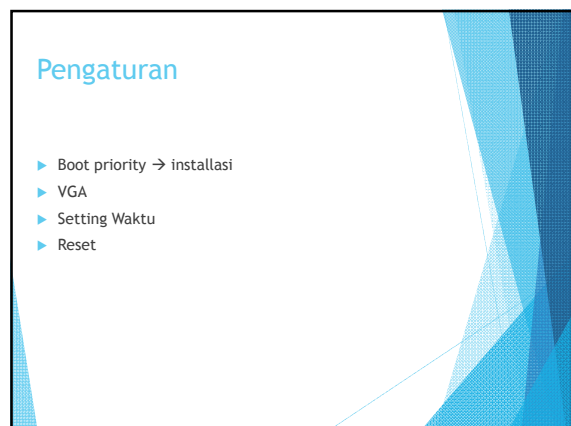 Pengaturan
Boot priority → installasi
VGA
Setting Waktu
Reset